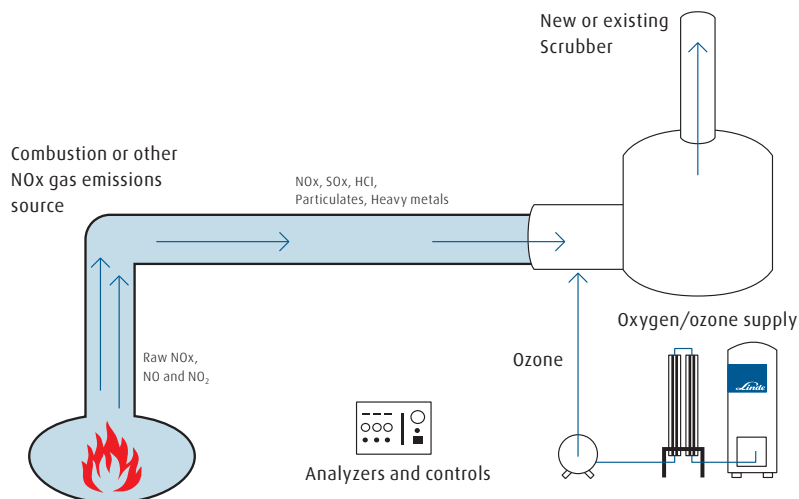 New or existing
Scrubber
Combustion or other
NOx gas emissions
source
NOx, SOx, HCl,
Particulates, Heavy metals
Raw NOx,
NO and NO₂
Ozone
Oxygen/ozone supply
Linde
Analyzers and controls